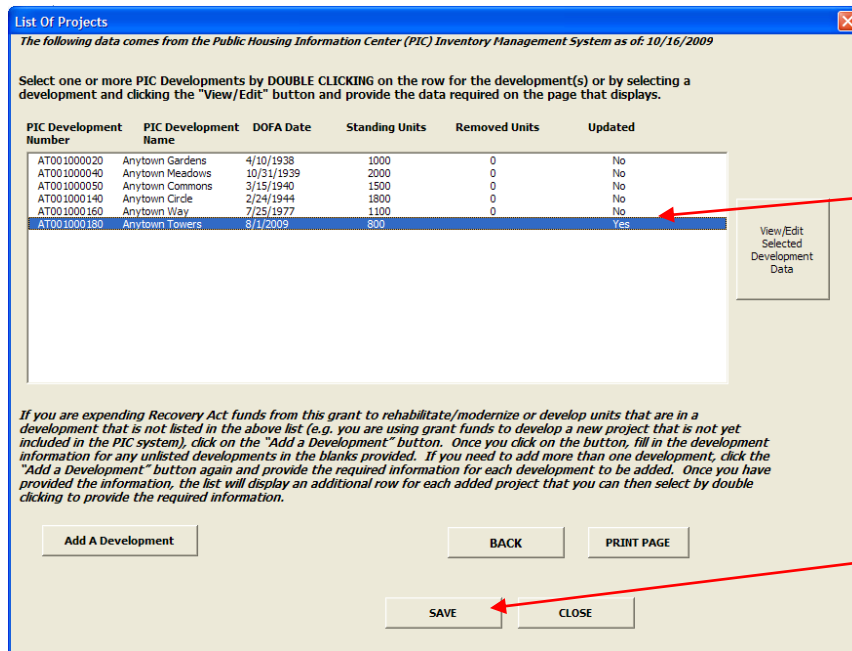 List Of Projects
The following data comes from the Public Housing Information Center (PIC) Inventory Management System as of: 10/16/2009
Select one or more PIC Developments by DOUBLE CLICKING on the row for the development(s) or by selecting a
development and clicking the "View/Edit" button and provide the data required on the page that displays.
PIC Development Number PIC Development Name DOFA Date Standing Units Removed Units Updated
AT001000020 Anytown Gardens 4/10/1938 1000 0 No
AT001000040 Anytown Meadows 10/31/1939 2000 0 No
AT001000050 Anytown Commons 3/15/1940 1500 0 No
AT001000140 Anytown Circle 2/24/1944 1800 0 No
AT001000160 Anytown Way 7/25/1977 1100 0 No
AT001000180 Anytown Towers 8/1/2009 800 Yes
View/Edit
Selected
Development
Data
If you are expending Recovery Act funds from this grant to rehabilitate/modernize or develop units that are in a
development that is not listed in the above list (e.g. you are using grant funds to develop a new project that is not yet
included in the PIC system), click on the "Add a Development" button. Once you click on the button, fill in the development
information for any unlisted developments in the blanks provided. If you need to add more than one development, click the
"Add a Development" button again and provide the required information for each development to be added. Once you have
provided the information, the list will display an additional row for each added project that you can then select by double
clicking to provide the required information.
Add A Development BACK PRINT PAGE
SAVE CLOSE